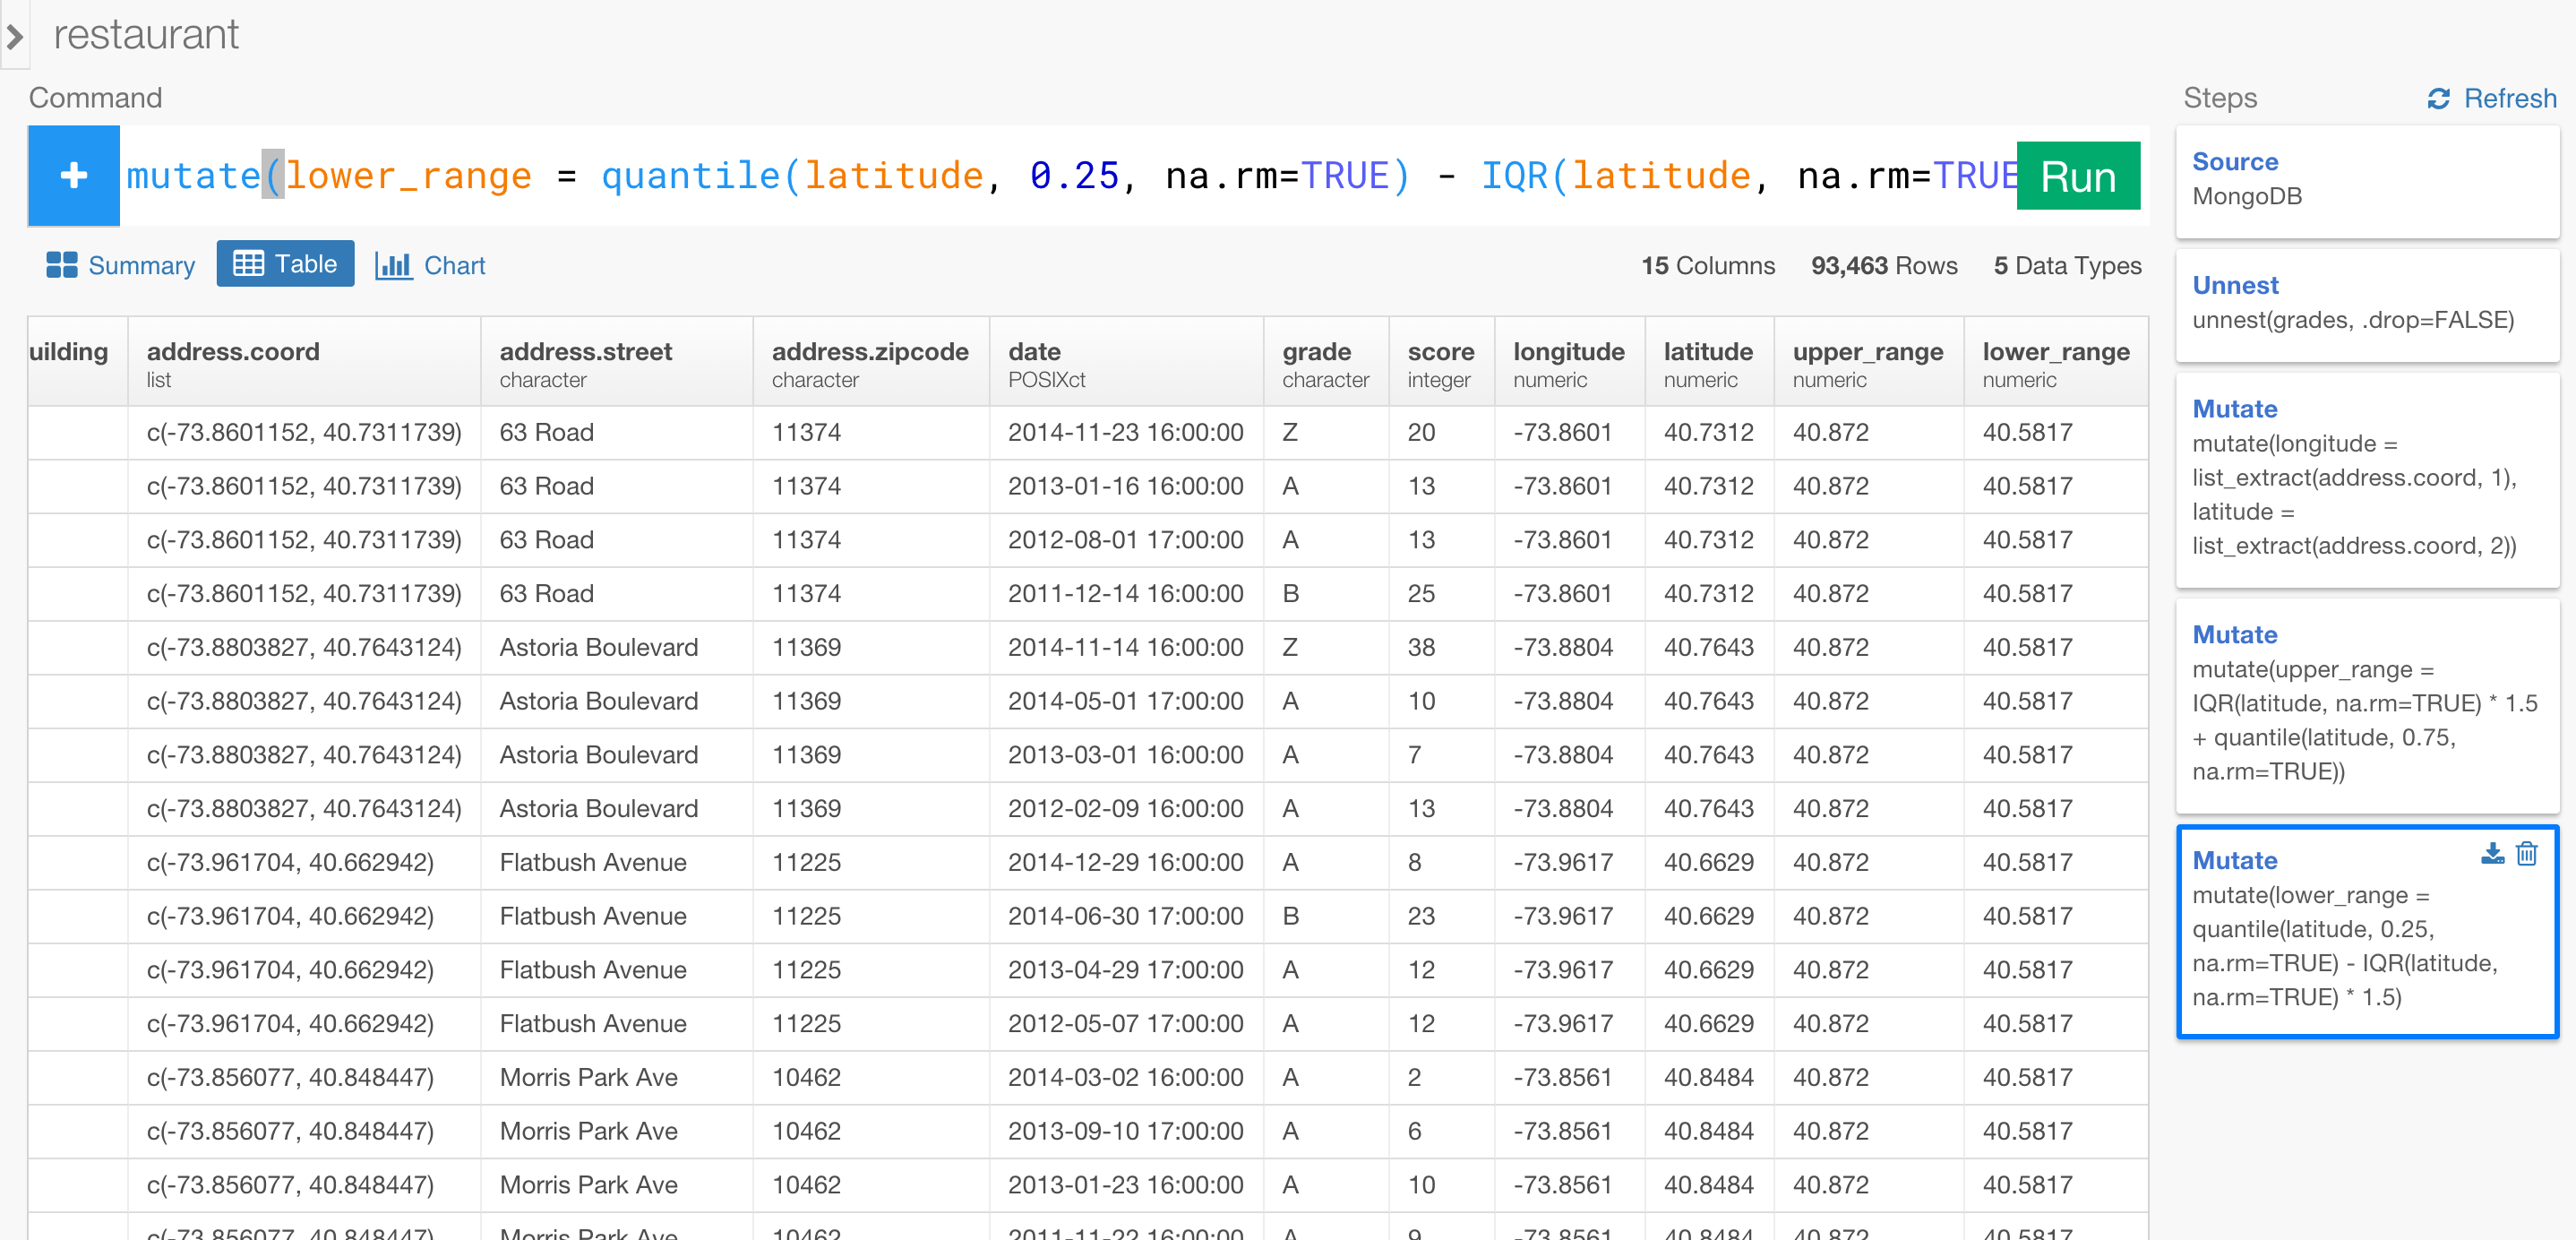 restaurant
Command
mutate(lower_range = quantile(latitude, 0.25, na.rm=TRUE) - IQR(latitude, na.rm=TRUE
Run
Summary Table Chart
15 Columns 93,463 Rows 5 Data Types
uilding address.coord address.street address.zipcode date grade score longitude latitude upper_range lower_range
list character character POSIXct character integer numeric numeric numeric numeric
c(-73.8601152, 40.7311739) 63 Road 11374 2014-11-23 16:00:00 Z 20 -73.8601 40.7312 40.872 40.5817
c(-73.8601152, 40.7311739) 63 Road 11374 2013-01-16 16:00:00 A 13 -73.8601 40.7312 40.872 40.5817
c(-73.8601152, 40.7311739) 63 Road 11374 2012-08-01 17:00:00 A 13 -73.8601 40.7312 40.872 40.5817
c(-73.8601152, 40.7311739) 63 Road 11374 2011-12-14 16:00:00 B 25 -73.8601 40.7312 40.872 40.5817
c(-73.8803827, 40.7643124) Astoria Boulevard 11369 2014-11-14 16:00:00 Z 38 -73.8804 40.7643 40.872 40.5817
c(-73.8803827, 40.7643124) Astoria Boulevard 11369 2014-05-01 17:00:00 A 10 -73.8804 40.7643 40.872 40.5817
c(-73.8803827, 40.7643124) Astoria Boulevard 11369 2013-03-01 16:00:00 A 7 -73.8804 40.7643 40.872 40.5817
c(-73.8803827, 40.7643124) Astoria Boulevard 11369 2012-02-09 16:00:00 A 13 -73.8804 40.7643 40.872 40.5817
c(-73.961704, 40.662942) Flatbush Avenue 11225 2014-12-29 16:00:00 A 8 -73.9617 40.6629 40.872 40.5817
c(-73.961704, 40.662942) Flatbush Avenue 11225 2014-06-30 17:00:00 B 23 -73.9617 40.6629 40.872 40.5817
c(-73.961704, 40.662942) Flatbush Avenue 11225 2013-04-29 17:00:00 A 12 -73.9617 40.6629 40.872 40.5817
c(-73.961704, 40.662942) Flatbush Avenue 11225 2012-05-07 17:00:00 A 12 -73.9617 40.6629 40.872 40.5817
c(-73.856077, 40.848447) Morris Park Ave 10462 2014-03-02 16:00:00 A 2 -73.8561 40.8484 40.872 40.5817
c(-73.856077, 40.848447) Morris Park Ave 10462 2013-09-10 17:00:00 A 6 -73.8561 40.8484 40.872 40.5817
c(-73.856077, 40.848447) Morris Park Ave 10462 2013-01-23 16:00:00 A 10 -73.8561 40.8484 40.872 40.5817
c(-73.856077, 40.848447) Morris Park Ave 10462 2011-11-22 16:00:00 A 9 -73.8561 40.8484 40.872 40.5817
Steps Refresh
Source
MongoDB
Unnest
unnest(grades, .drop=FALSE)
Mutate
mutate(longitude =
list_extract(address.coord, 1),
latitude =
list_extract(address.coord, 2))
Mutate
mutate(upper_range =
IQR(latitude, na.rm=TRUE) * 1.5
+ quantile(latitude, 0.75,
na.rm=TRUE))
Mutate
mutate(lower_range =
quantile(latitude, 0.25,
na.rm=TRUE) - IQR(latitude,
na.rm=TRUE) * 1.5)